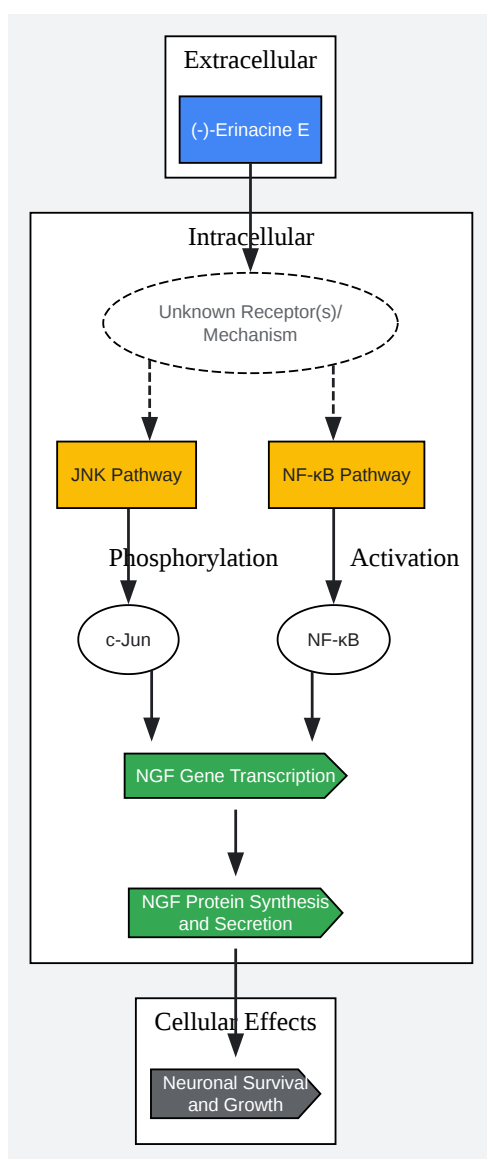 Extracellular
(-)-Erinacine E
Intracellular
Unknown Receptor(s)/
Mechanism
JNK Pathway
NF-κB Pathway
Phosphorylation
Activation
c-Jun
NF-κB
NGF Gene Transcription
NGF Protein Synthesis
and Secretion
Cellular Effects
Neuronal Survival
and Growth